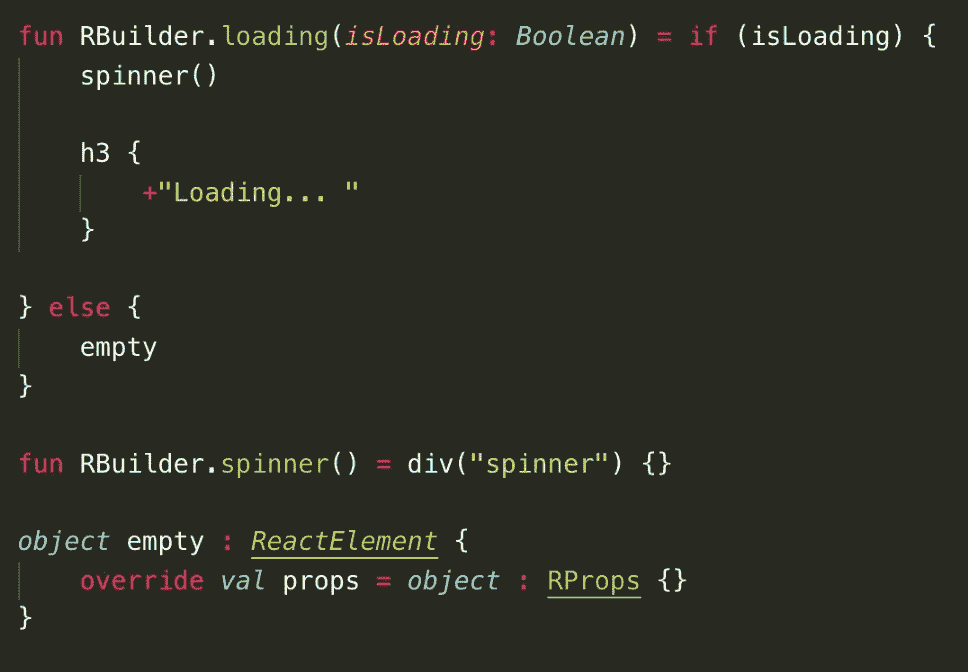 fun RBuilder.loading(isLoading: Boolean) = if (isLoading) {
    spinner()

    h3 {
        +"Loading... "
    }

} else {
    empty
}

fun RBuilder.spinner() = div("spinner") {}

object empty : ReactElement {
    override val props = object : RProps {}
}